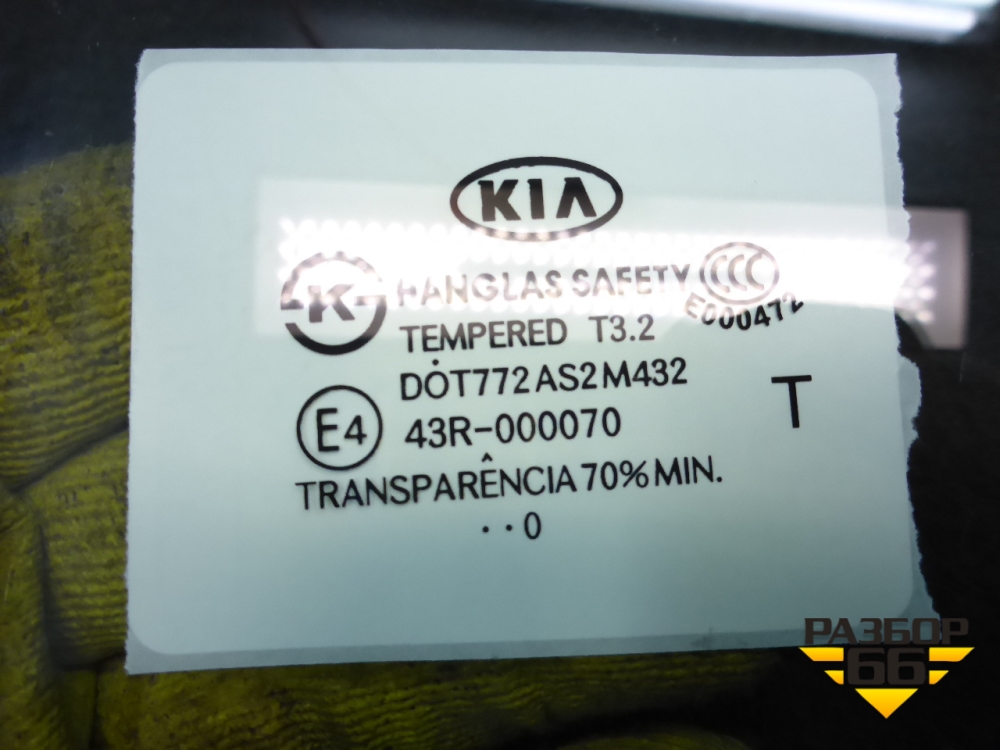 KIA
K HANGLAS SAFETY CCC
E000472
TEMPERED T3.2
DOT772 AS2 M432
E4 43R-000070 T
TRANSPARÊNCIA 70% MIN.
. . 0
РАЗБОР
66